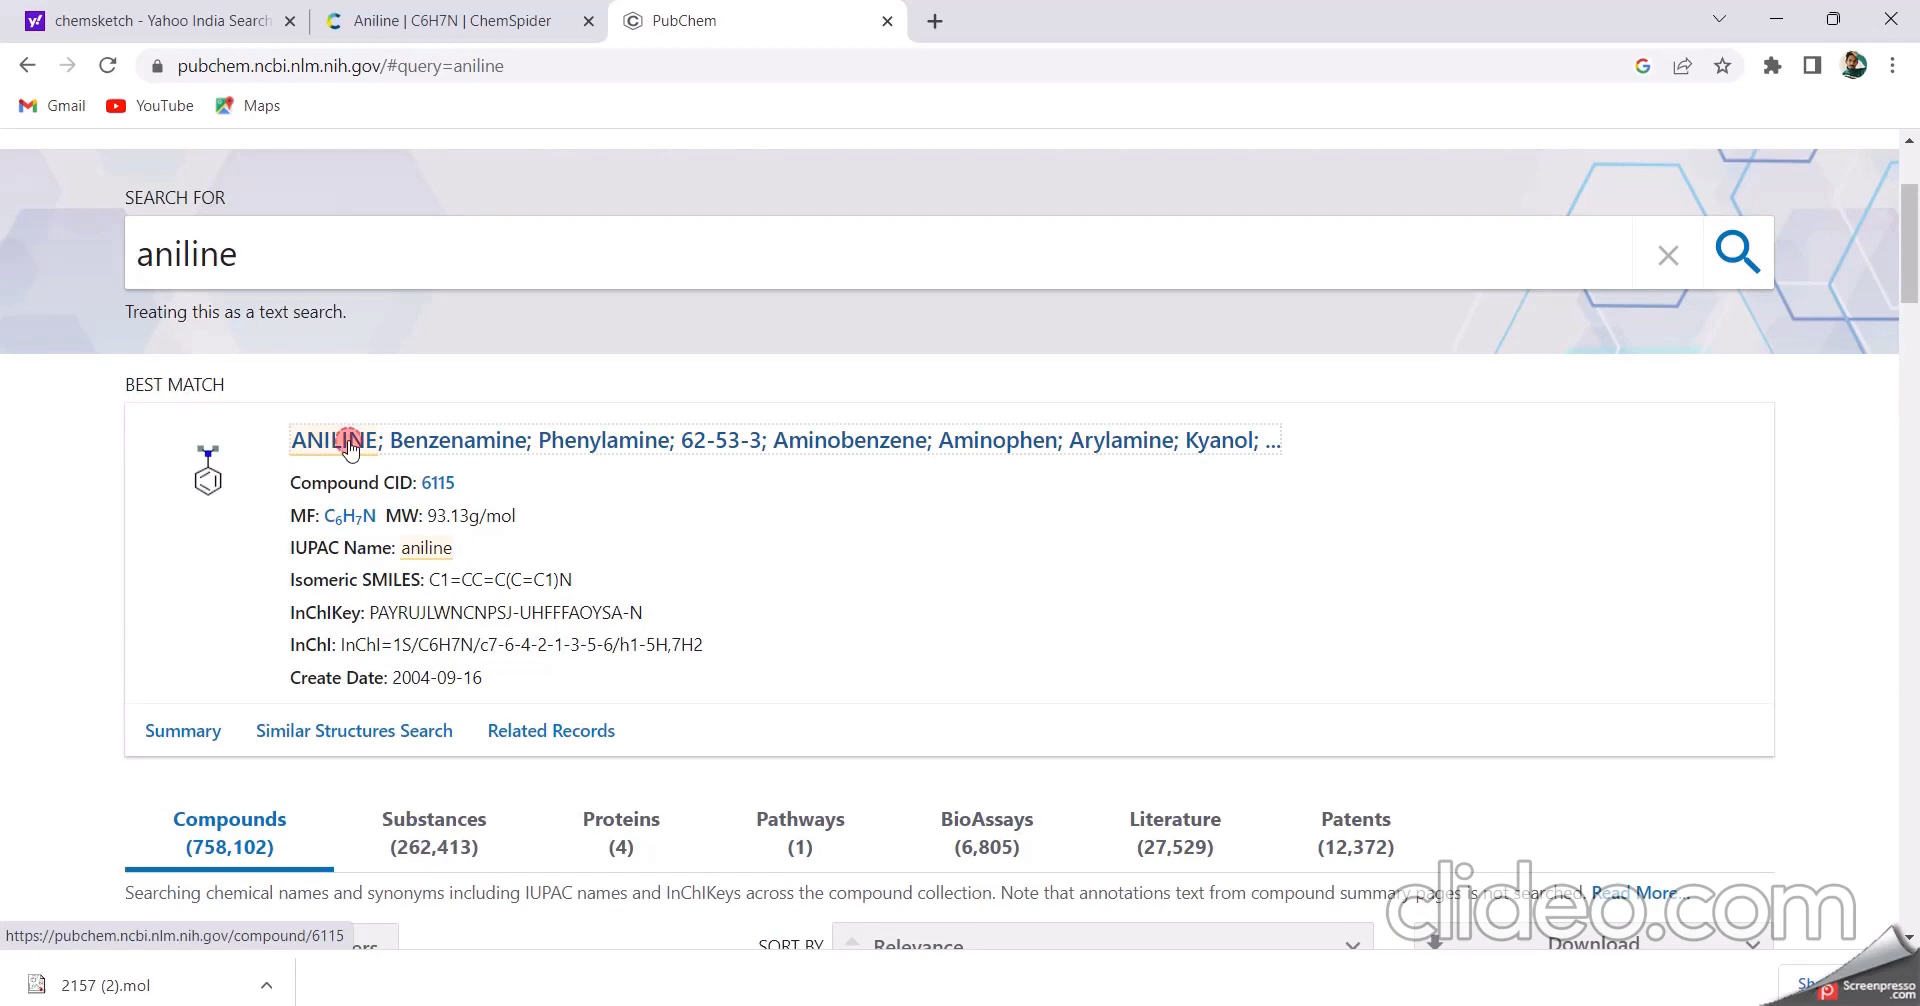 chemsketch - Yahoo India Search
Aniline | C6H7N | ChemSpider
PubChem
pubchem.ncbi.nlm.nih.gov/#query=aniline
Gmail
YouTube
Maps
SEARCH FOR
aniline
Treating this as a text search.
BEST MATCH
ANILINE; Benzenamine; Phenylamine; 62-53-3; Aminobenzene; Aminophen; Arylamine; Kyanol; ...
Compound CID: 6115
MF: C₆H₇N MW: 93.13g/mol
IUPAC Name: aniline
Isomeric SMILES: C1=CC=C(C=C1)N
InChIKey: PAYRUJLWNCNPSJ-UHFFFAOYSA-N
InChI: InChI=1S/C6H7N/c7-6-4-2-1-3-5-6/h1-5H,7H2
Create Date: 2004-09-16
Summary Similar Structures Search Related Records
Compounds Substances Proteins Pathways BioAssays Literature Patents
(758,102) (262,413) (4) (1) (6,805) (27,529) (12,372)
Searching chemical names and synonyms including IUPAC names and InChIKeys across the compound collection. Note that annotations text from compound summary pages is not searched. Read More...
clideo.com
https://pubchem.ncbi.nlm.nih.gov/compound/6115
SORT BY Relevance Download
2157 (2).mol
Screenpresso
.com